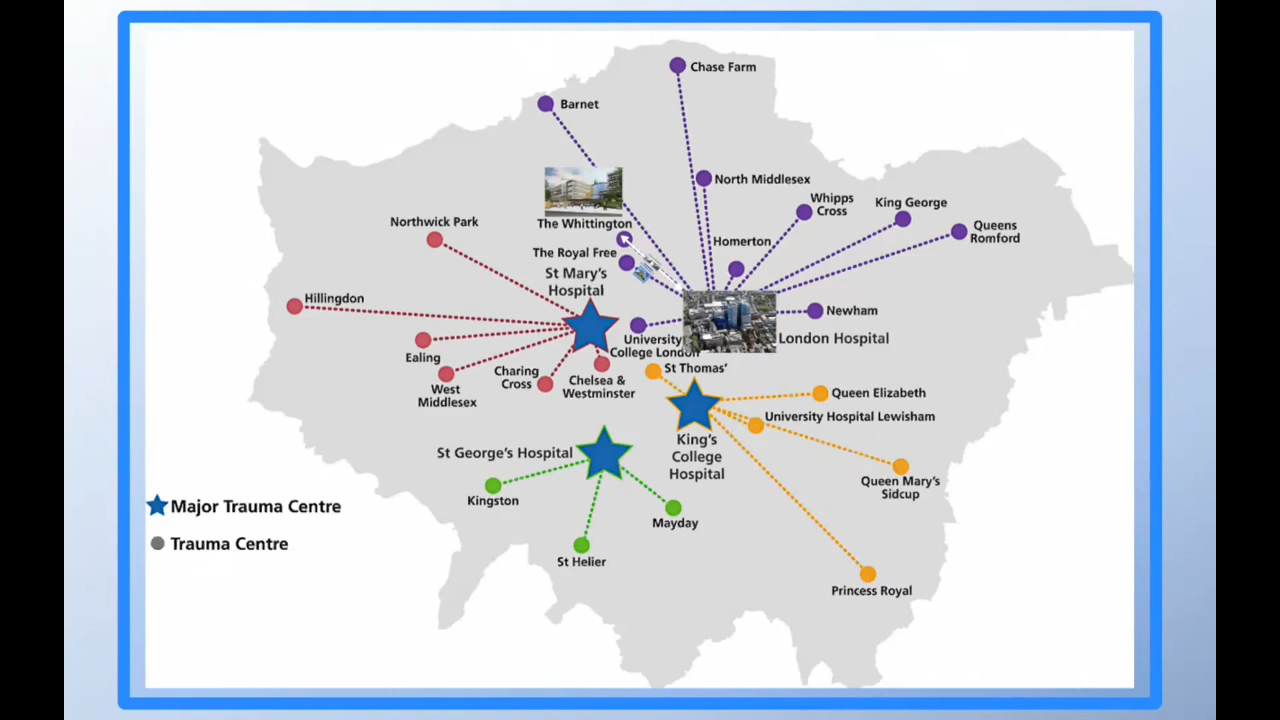 Chase Farm
Barnet
North Middlesex
Whipps
Cross
King George
Queens
Romford
Northwick Park
The Whittington
Homerton
The Royal Free
St Mary's
Hospital
Hillingdon
Newham
University
College London
London Hospital
Ealing
West
Middlesex
Charing
Cross
Chelsea &
Westminster
St Thomas'
Queen Elizabeth
University Hospital Lewisham
King's
College
Hospital
St George's Hospital
Queen Mary's
Sidcup
Kingston
Mayday
St Helier
Princess Royal
Major Trauma Centre
Trauma Centre